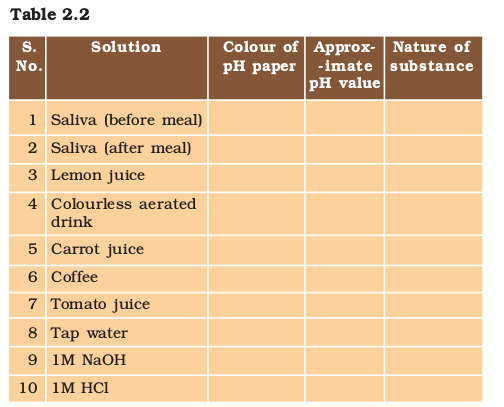 Table 2.2
S. No. Solution Colour of pH paper Approx- -imate pH value Nature of substance
1 Saliva (before meal)
2 Saliva (after meal)
3 Lemon juice
4 Colourless aerated
drink
5 Carrot juice
6 Coffee
7 Tomato juice
8 Tap water
9 1M NaOH
10 1M HCl